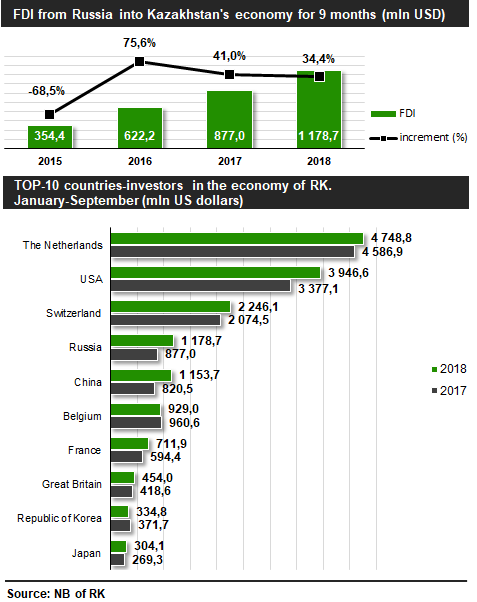 FDI from Russia into Kazakhstan's economy for 9 months (mln USD)
75,6%
41,0%
34,4%
-68,5%
354,4
622,2
877,0
1 178,7
FDI
increment (%)
2015
2016
2017
2018
TOP-10 countries-investors in the economy of RK.
January-September (mln US dollars)
The Netherlands
4 748,8
4 586,9
USA
3 946,6
3 377,1
Switzerland
2 246,1
2 074,5
Russia
1 178,7
877,0
China
1 153,7
820,5
Belgium
929,0
960,6
France
711,9
594,4
Great Britain
454,0
418,6
Republic of Korea
334,8
371,7
Japan
304,1
269,3
2018
2017
Source: NB of RK